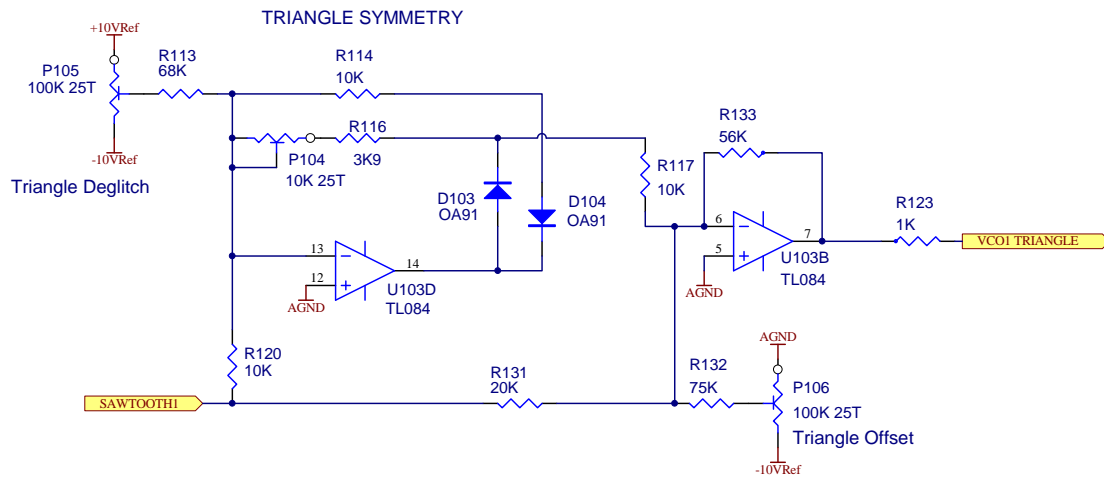 TRIANGLE SYMMETRY
+10VRef
P105
100K 25T
-10VRef
Triangle Deglitch
R113
68K
R114
10K
R116
3K9
P104
10K 25T
D103
OA91
D104
OA91
R117
10K
R133
56K
13
12
14
AGND
U103D
TL084
6
5
7
AGND
U103B
TL084
R123
1K
VCO1 TRIANGLE
R120
10K
SAWTOOTH1
R131
20K
R132
75K
AGND
P106
100K 25T
Triangle Offset
-10VRef